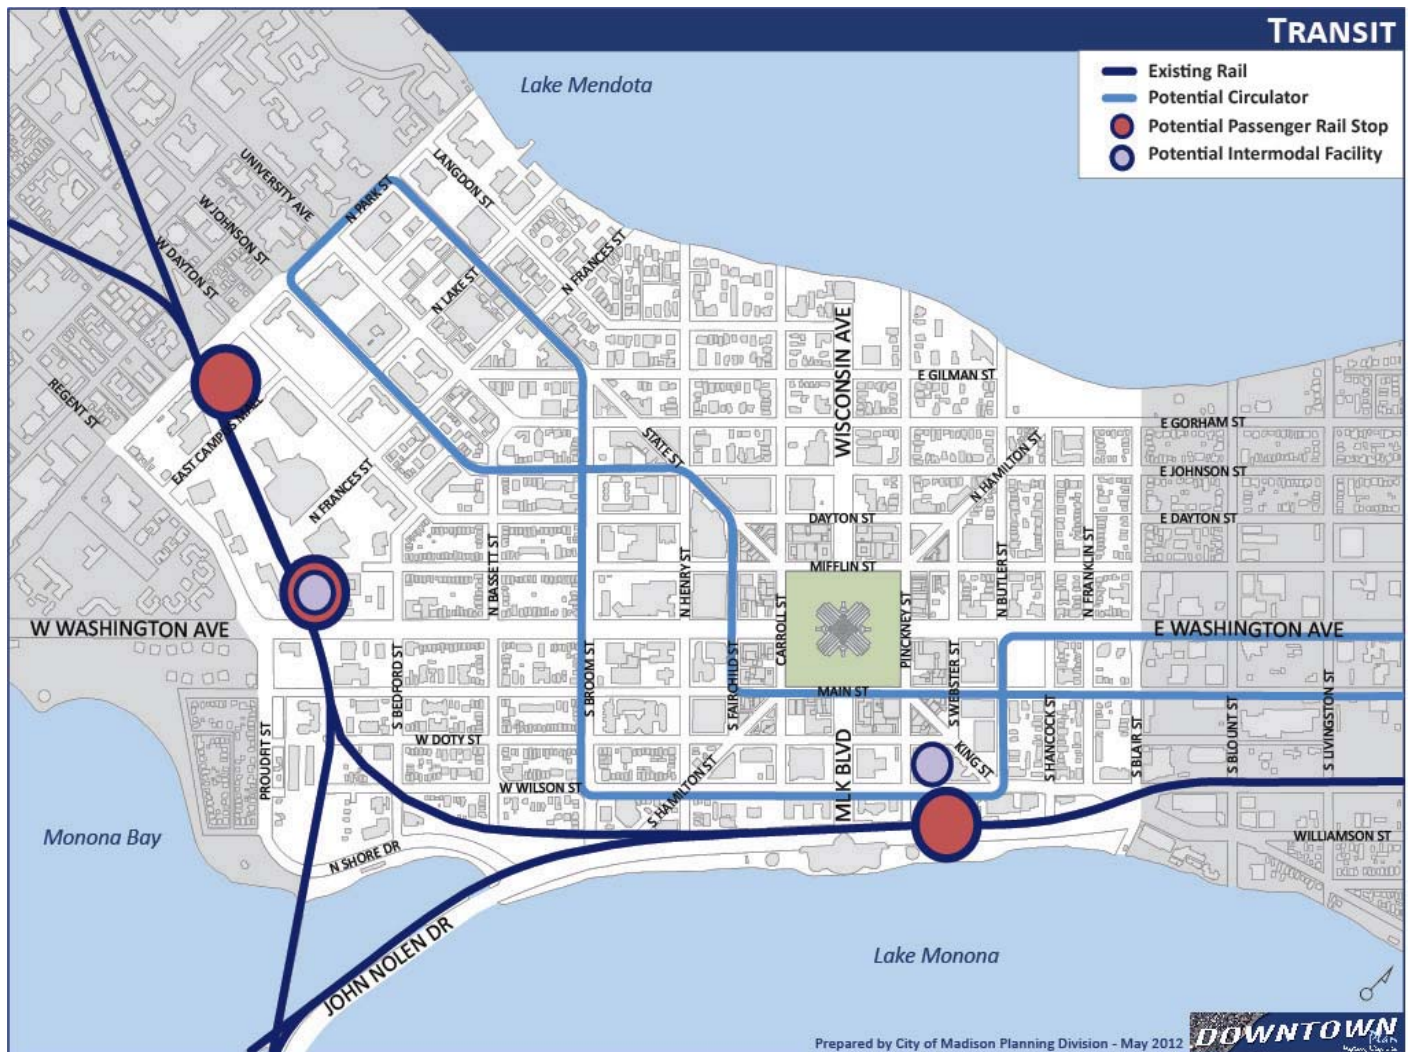 TRANSIT
Existing Rail
Potential Circulator
Potential Passenger Rail Stop
Potential Intermodal Facility
Lake Mendota
UNIVERSITY AVE
LANGDON ST
N PARK ST
W JOHNSON ST
W DAYTON ST
N FRANCES ST
N LAKE ST
WISCONSIN AVE
E GILMAN ST
REGENT ST
EAST CAMPUS MALL
STATE ST
N HAMILTON ST
E GORHAM ST
E JOHNSON ST
N FRANCES ST
DAYTON ST
E DAYTON ST
N BASSETT ST
N HENRY ST
MIFFLIN ST
N BUTLER ST
N FRANKLIN ST
W WASHINGTON AVE
CARROLL ST
PINCKNEY ST
E WASHINGTON AVE
S BEDFORD ST
S BROOM ST
S FAIRCHILD ST
MAIN ST
S WEBSTER ST
S HANCOCK ST
S BLAIR ST
S BLOUNT ST
S LIVINGSTON ST
PROUDFIT ST
W DOTY ST
MLK BLVD
KING ST
W WILSON ST
S HAMILTON ST
Monona Bay
N SHORE DR
WILLIAMSON ST
JOHN NOLEN DR
Lake Monona
Prepared by City of Madison Planning Division - May 2012
DOWNTOWN
Plan